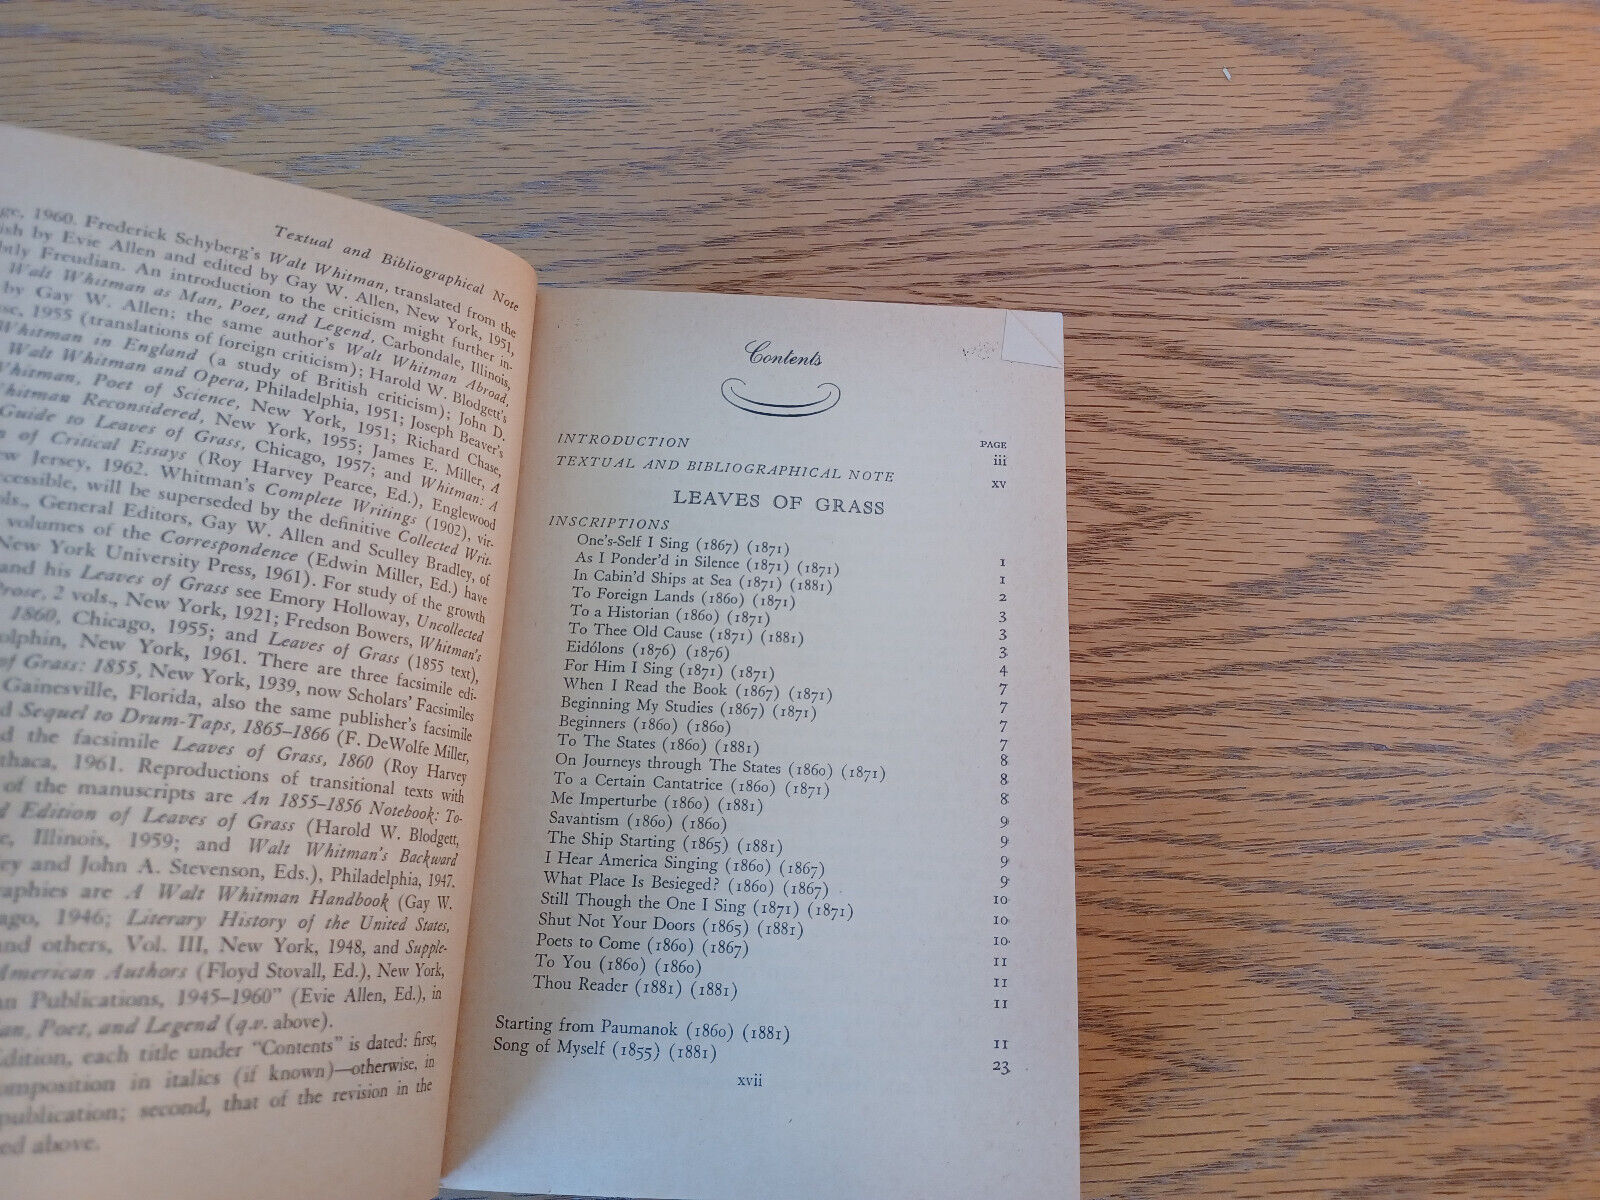 Textual and Bibliographical Note
1960. Frederick Schyberg's Walt Whitman, translated from the
by Evie Allen and edited by Gay W. Allen, New York, 1951,
Freudian. An introduction to the criticism might further in-
Walt Whitman as Man, Poet, and Legend, Carbondale, Illinois,
by Gay W. Allen; the same author's Walt Whitman Abroad,
1955 (translations of foreign criticism); Harold W. Blodgett's
Whitman in England (a study of British criticism); John D.
Walt Whitman and Opera, Philadelphia, 1951; Joseph Beaver's
Whitman, Poet of Science, New York, 1951; Richard Chase,
Whitman Reconsidered, New York, 1955; James E. Miller, A
Guide to Leaves of Grass, Chicago, 1957; and Whitman: A
of Critical Essays (Roy Harvey Pearce, Ed.), Englewood
Jersey, 1962. Whitman's Complete Writings (1902), vir-
ccessible, will be superseded by the definitive Collected Writ-
ols., General Editors, Gay W. Allen and Sculley Bradley, of
volumes of the Correspondence (Edwin Miller, Ed.) have
New York University Press, 1961). For study of the growth
and his Leaves of Grass see Emory Holloway, Uncollected
Prose, 2 vols., New York, 1921; Fredson Bowers, Whitman's
1860, Chicago, 1955; and Leaves of Grass (1855 text),
olphin, New York, 1961. There are three facsimile edi-
of Grass: 1855, New York, 1939, now Scholars' Facsimiles
Gainesville, Florida, also the same publisher's facsimile
d Sequel to Drum-Taps, 1865–1866 (F. DeWolfe Miller,
d the facsimile Leaves of Grass, 1860 (Roy Harvey
thaca, 1961. Reproductions of transitional texts with
of the manuscripts are An 1855–1856 Notebook: To-
d Edition of Leaves of Grass (Harold W. Blodgett,
e, Illinois, 1959; and Walt Whitman's Backward
ley and John A. Stevenson, Eds.), Philadelphia, 1947.
raphies are A Walt Whitman Handbook (Gay W.
ago, 1946; Literary History of the United States,
and others, Vol. III, New York, 1948, and Supple-
American Authors (Floyd Stovall, Ed.), New York,
an Publications, 1945–1960" (Evie Allen, Ed.), in
an, Poet, and Legend (q.v. above).
dition, each title under "Contents" is dated: first,
omposition in italics (if known)—otherwise, in
publication; second, that of the revision in the
ed above.
Contents
PAGE
INTRODUCTION iii
TEXTUAL AND BIBLIOGRAPHICAL NOTE xv
LEAVES OF GRASS
INSCRIPTIONS
One's-Self I Sing (1867) (1871) 1
As I Ponder'd in Silence (1871) (1871) 1
In Cabin'd Ships at Sea (1871) (1881) 2
To Foreign Lands (1860) (1871) 3
To a Historian (1860) (1871) 3
To Thee Old Cause (1871) (1881) 3
Eidólons (1876) (1876) 4
For Him I Sing (1871) (1871) 7
When I Read the Book (1867) (1871) 7
Beginning My Studies (1867) (1871) 7
Beginners (1860) (1860) 7
To The States (1860) (1881) 8
On Journeys through The States (1860) (1871) 8
To a Certain Cantatrice (1860) (1871) 8
Me Imperturbe (1860) (1881) 9
Savantism (1860) (1860) 9
The Ship Starting (1865) (1881) 9
I Hear America Singing (1860) (1867) 9
What Place Is Besieged? (1860) (1867) 10
Still Though the One I Sing (1871) (1871) 10
Shut Not Your Doors (1865) (1881) 10
Poets to Come (1860) (1867) 11
To You (1860) (1860) 11
Thou Reader (1881) (1881) 11
Starting from Paumanok (1860) (1881) 11
Song of Myself (1855) (1881) 23
xvii